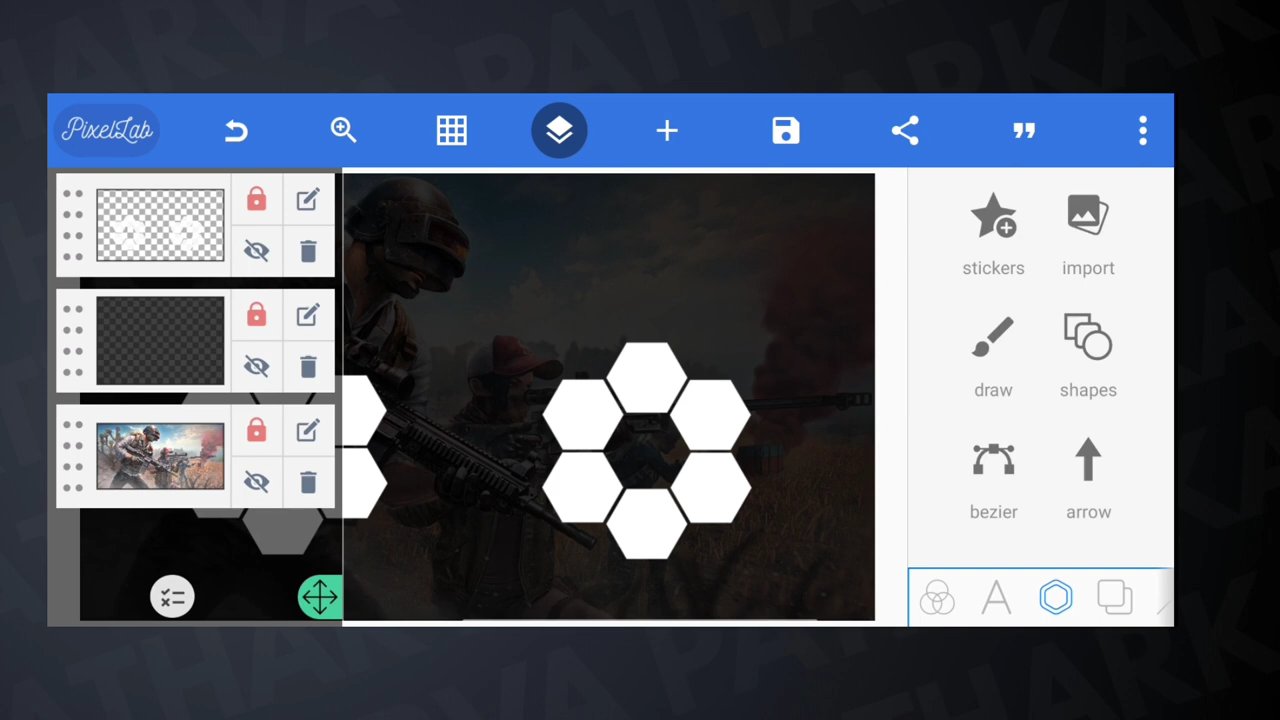 PixelLab
stickers
import
draw
shapes
bezier
arrow